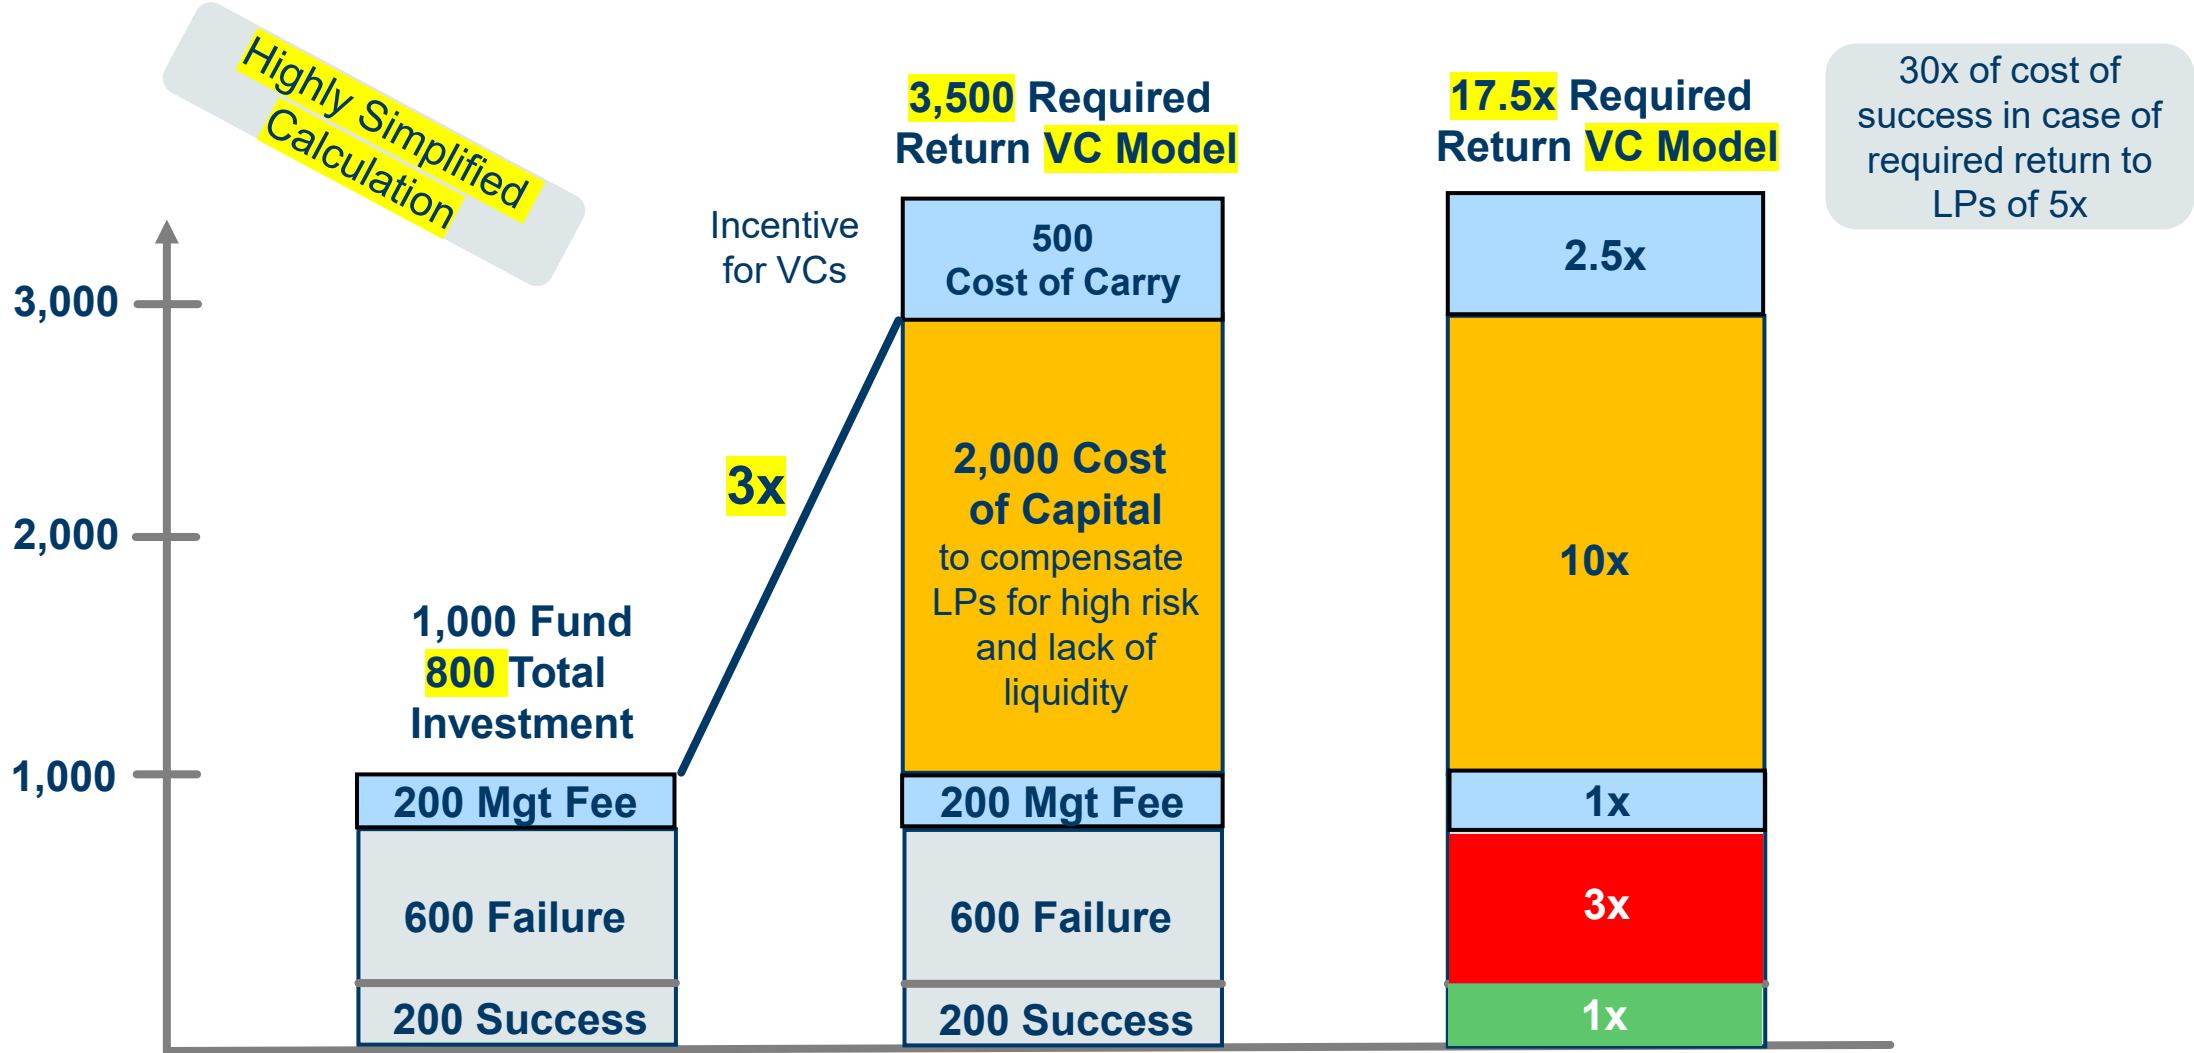 Highly Simplified
Calculation
3,500 Required
Return VC Model
17.5x Required
Return VC Model
30x of cost of
success in case of
required return to
LPs of 5x
3,000
2,000
1,000
1,000 Fund
800 Total
Investment
200 Mgt Fee
600 Failure
200 Success
3x
Incentive
for VCs
500
Cost of Carry
2,000 Cost
of Capital
to compensate
LPs for high risk
and lack of
liquidity
200 Mgt Fee
600 Failure
200 Success
2.5x
10x
1x
3x
1x